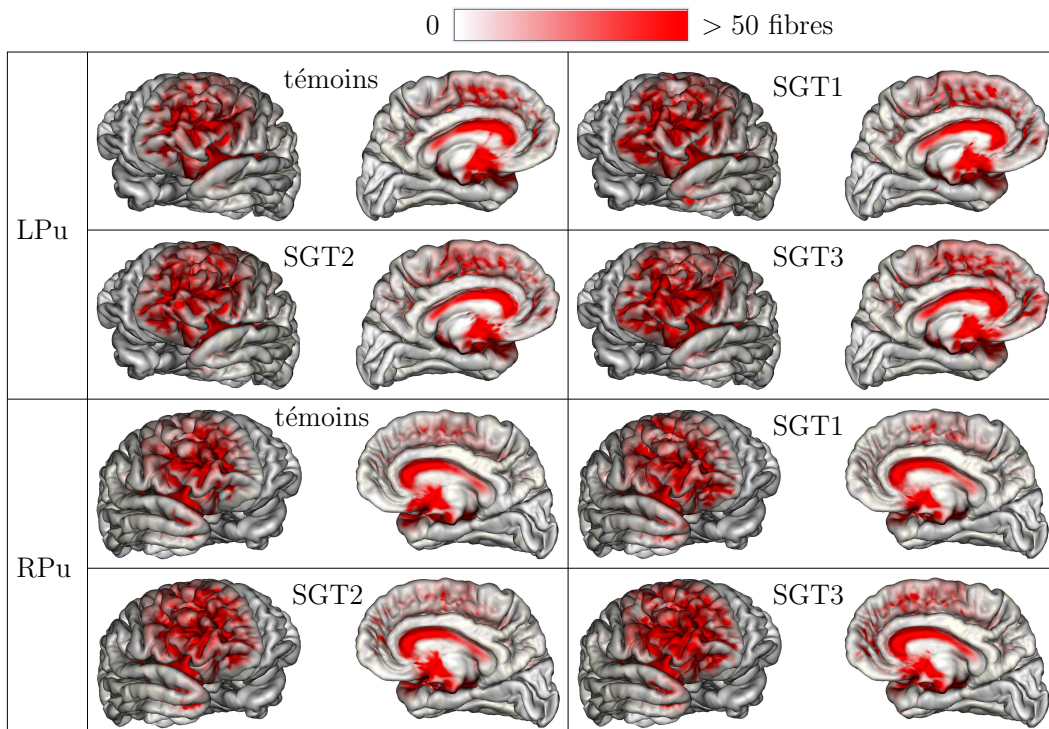 0 > 50 fibres
témoins SGT1
LPu
SGT2 SGT3
témoins SGT1
RPu
SGT2 SGT3